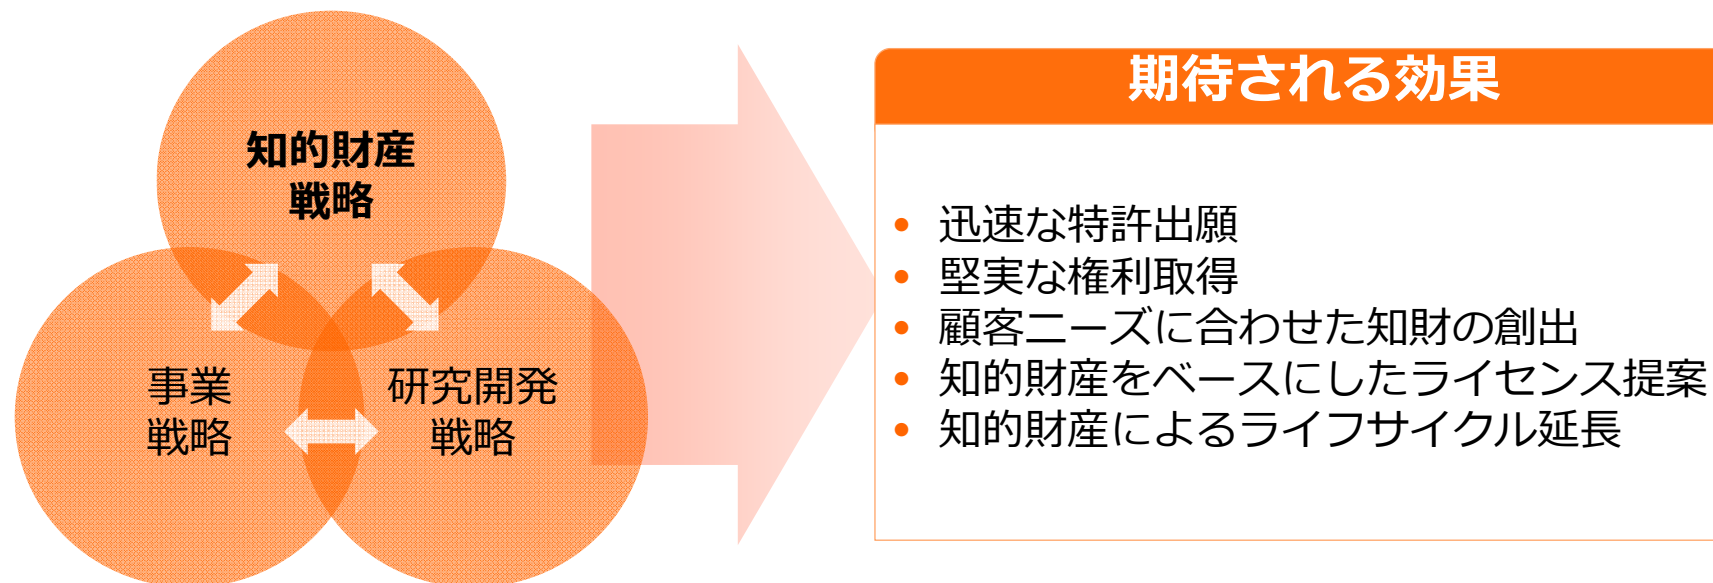 知的財産
戦略
事業
戦略
研究開発
戦略
期待される効果
• 迅速な特許出願
• 堅実な権利取得
• 顧客ニーズに合わせた知財の創出
• 知的財産をベースにしたライセンス提案
• 知的財産によるライフサイクル延長